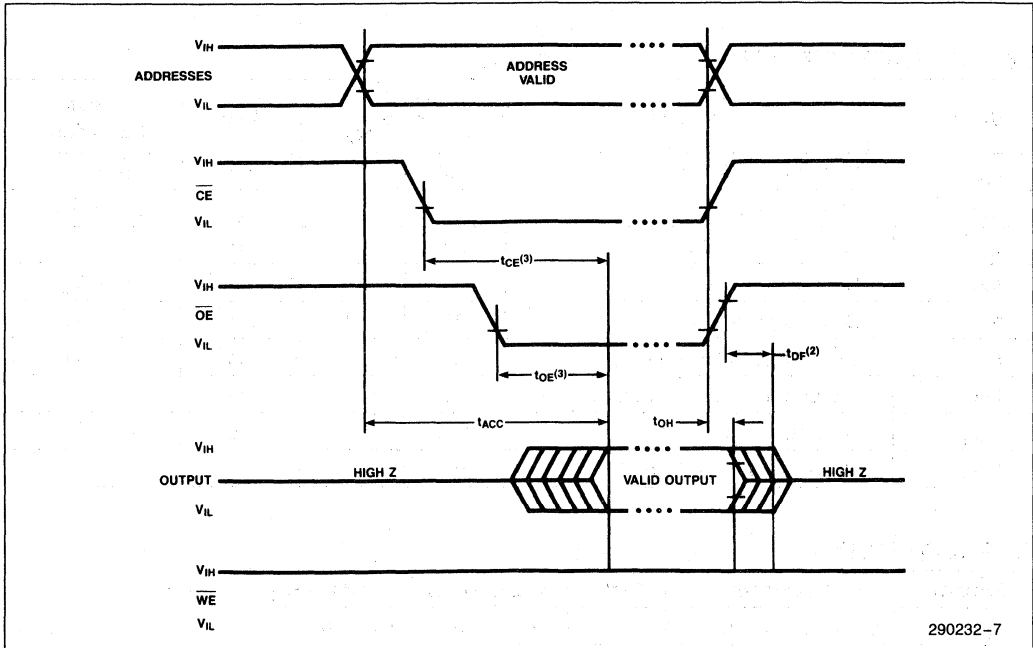 VIH
ADDRESSES
VIL
ADDRESS
VALID
VIH
CE
VIL
tCE(3)
VIH
OE
VIL
tDF(2)
tOE(3)
tACC
tOH
VIH
OUTPUT
VIL
HIGH Z
VALID OUTPUT
HIGH Z
VIH
WE
VIL
290232-7